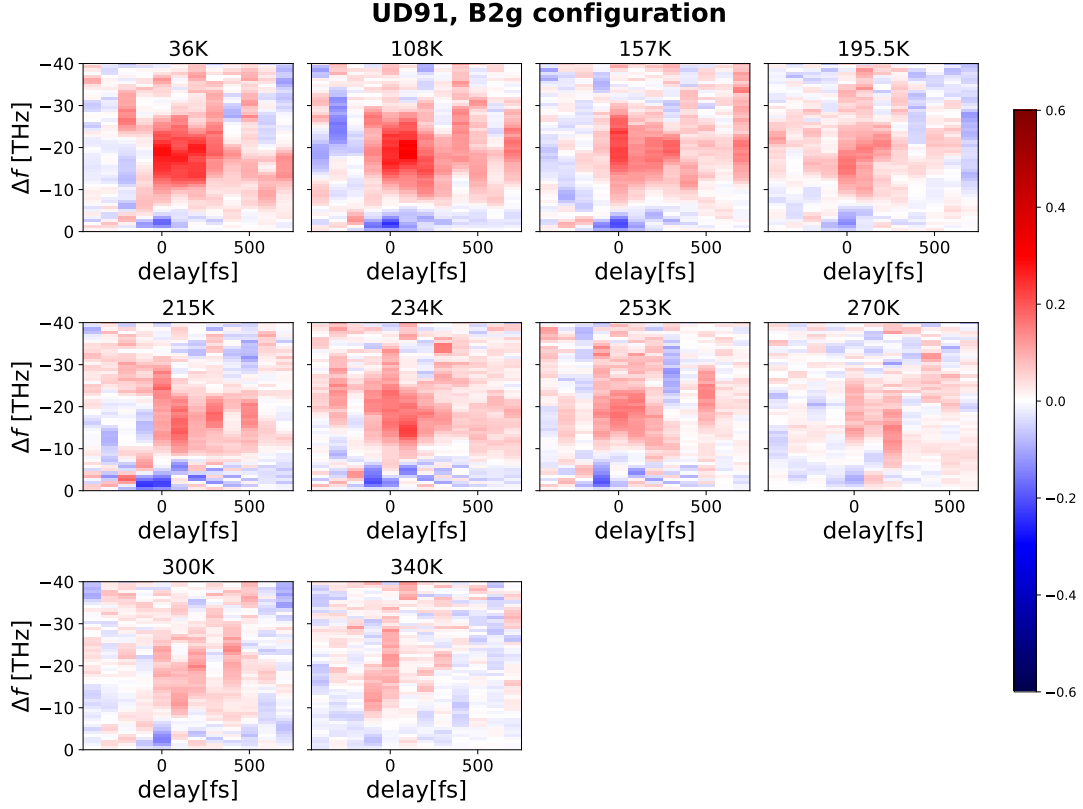 UD91, B2g configuration
36K 108K 157K 195.5K
−40
−30
−20
−10
0
Δf [THz]
0 500 0 500 0 500 0 500
delay[fs] delay[fs] delay[fs] delay[fs]
215K 234K 253K 270K
−40
−30
−20
−10
0
Δf [THz]
0 500 0 500 0 500 0 500
delay[fs] delay[fs] delay[fs] delay[fs]
300K 340K
−40
−30
−20
−10
0
Δf [THz]
0 500 0 500
delay[fs] delay[fs]
0.6
0.4
0.2
0.0
−0.2
−0.4
−0.6